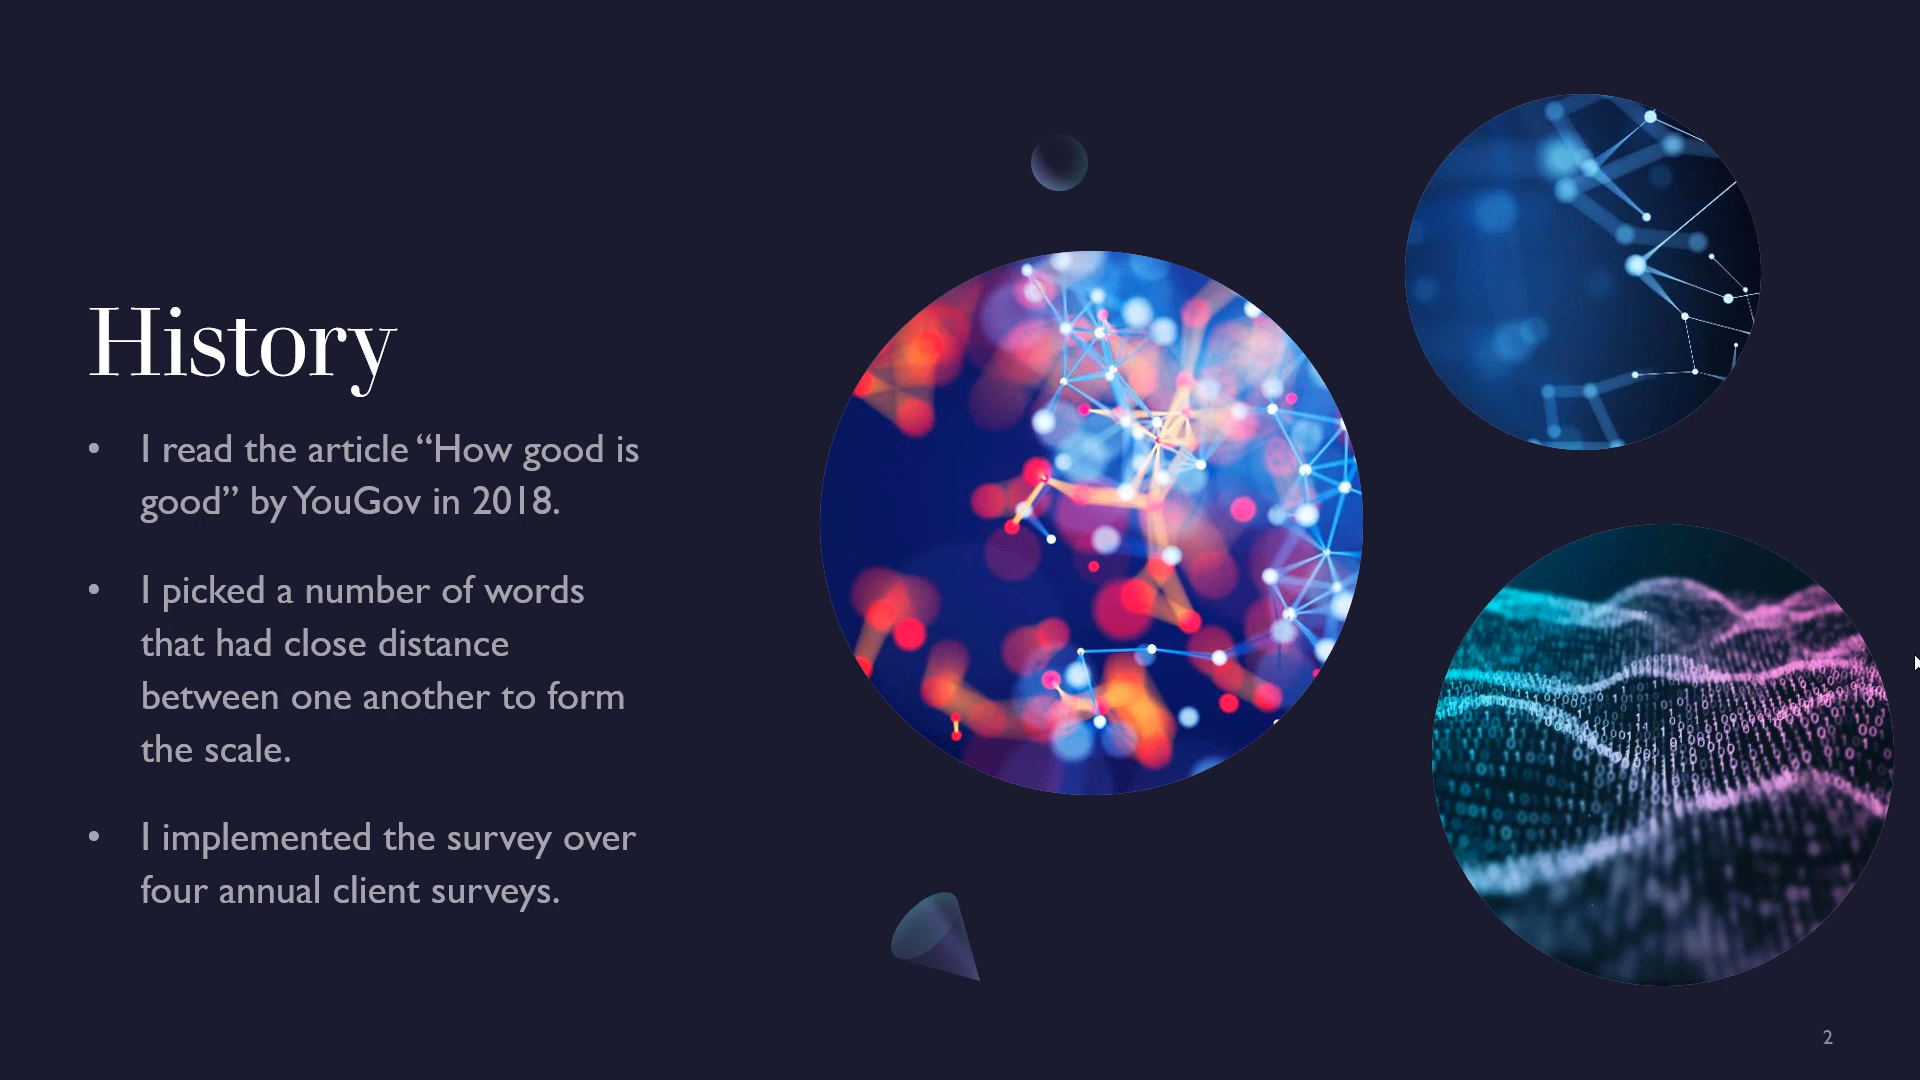 History
• I read the article “How good is
good” by YouGov in 2018.
• I picked a number of words
that had close distance
between one another to form
the scale.
• I implemented the survey over
four annual client surveys.
2